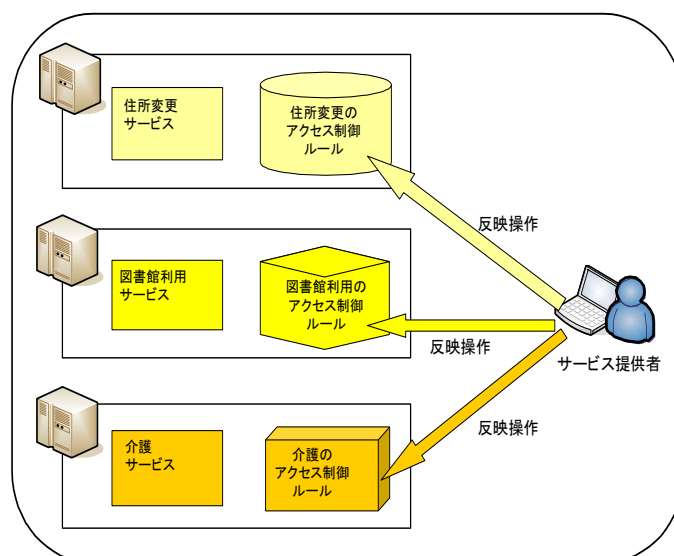 住所変更
サービス
住所変更の
アクセス制御
ルール
反映操作
図書館利用
サービス
図書館利用の
アクセス制御
ルール
反映操作
サービス提供者
介護
サービス
介護の
アクセス制御
ルール
反映操作